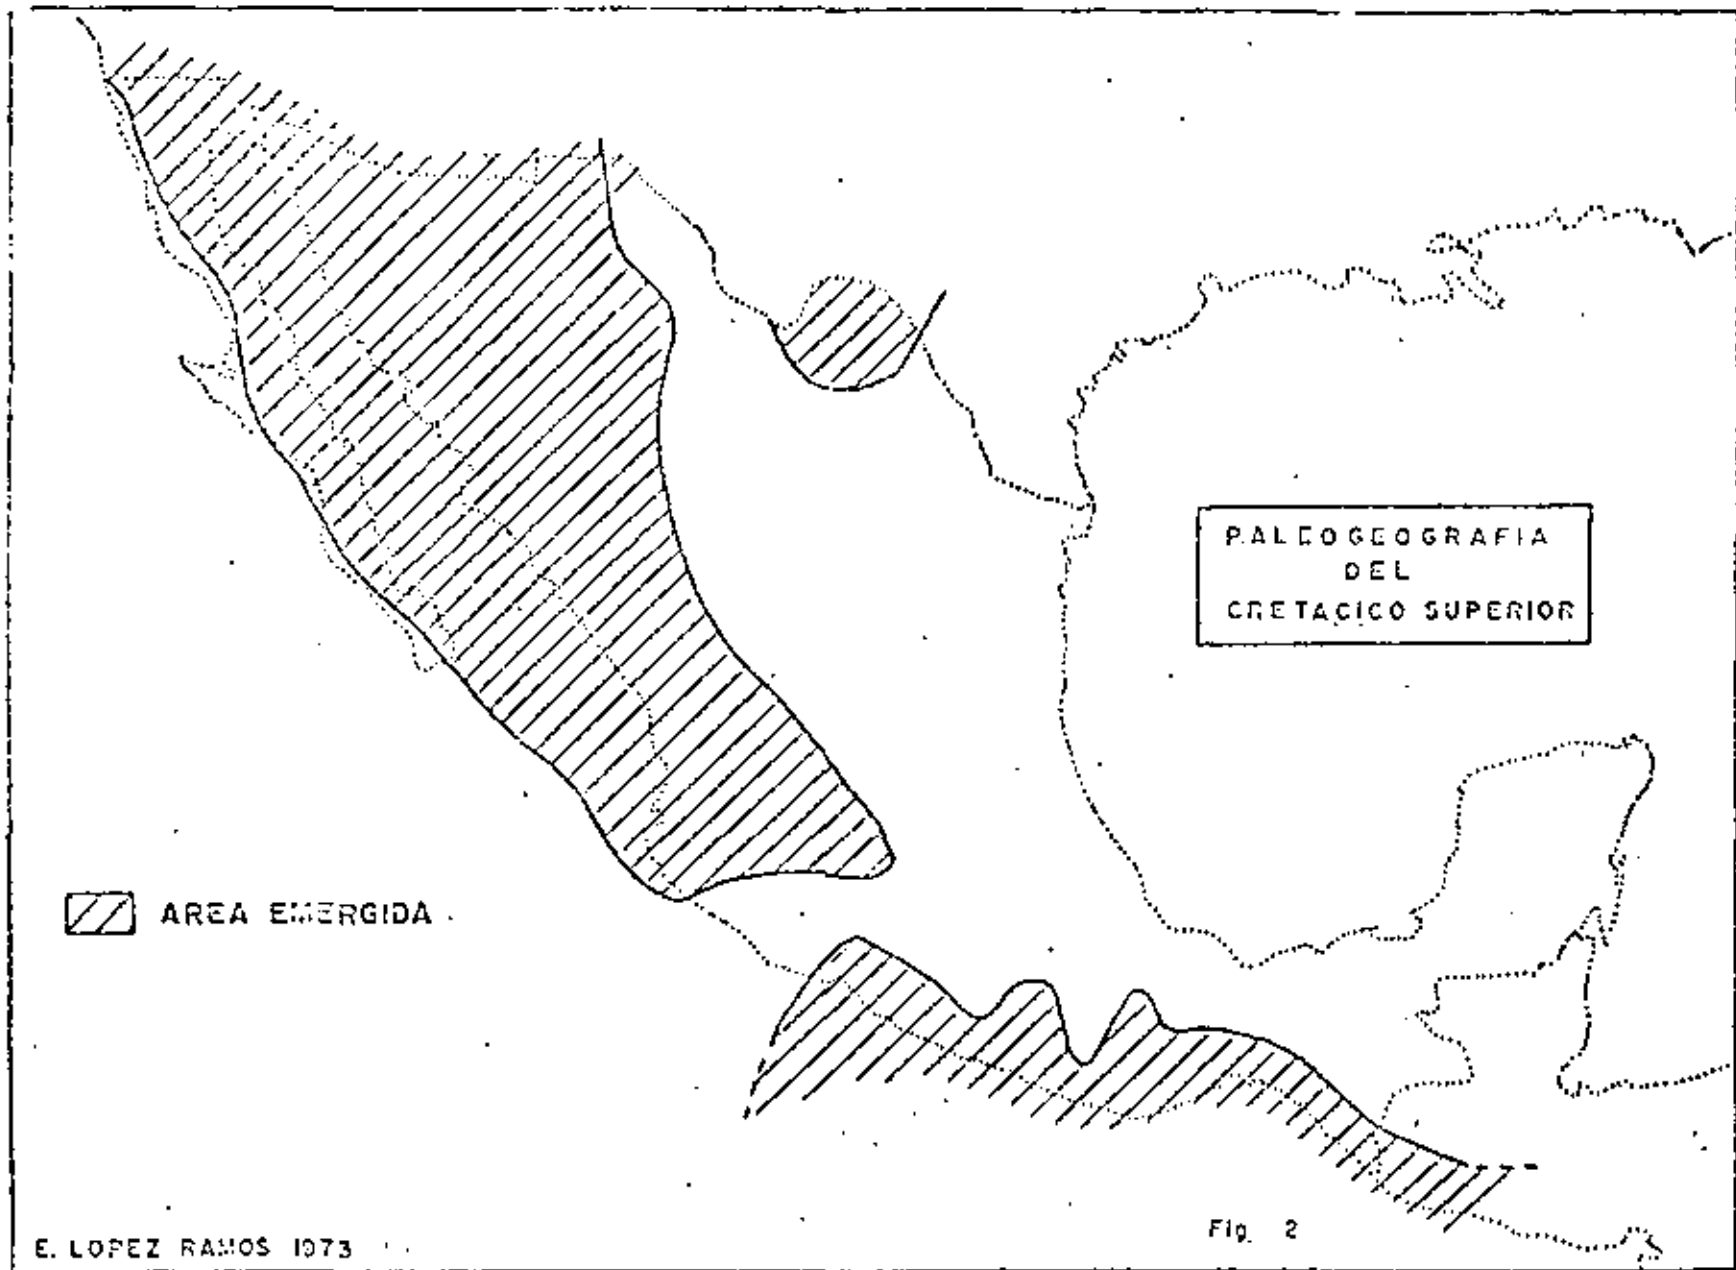 PALEOGEOGRAFIA
DEL
CRETACICO SUPERIOR
AREA EMERGIDA
Fig. 2
E. LOPEZ RAMOS 1973